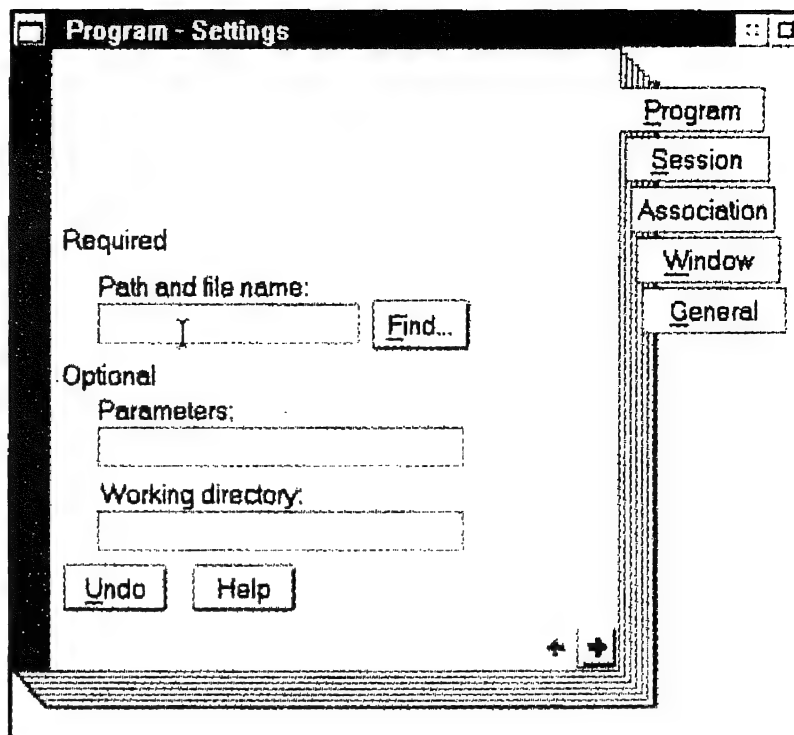 Program - Settings
Program
Session
Association
Window
General
Required
Path and file name:
Find...
Optional
Parameters:
Working directory:
Undo Help